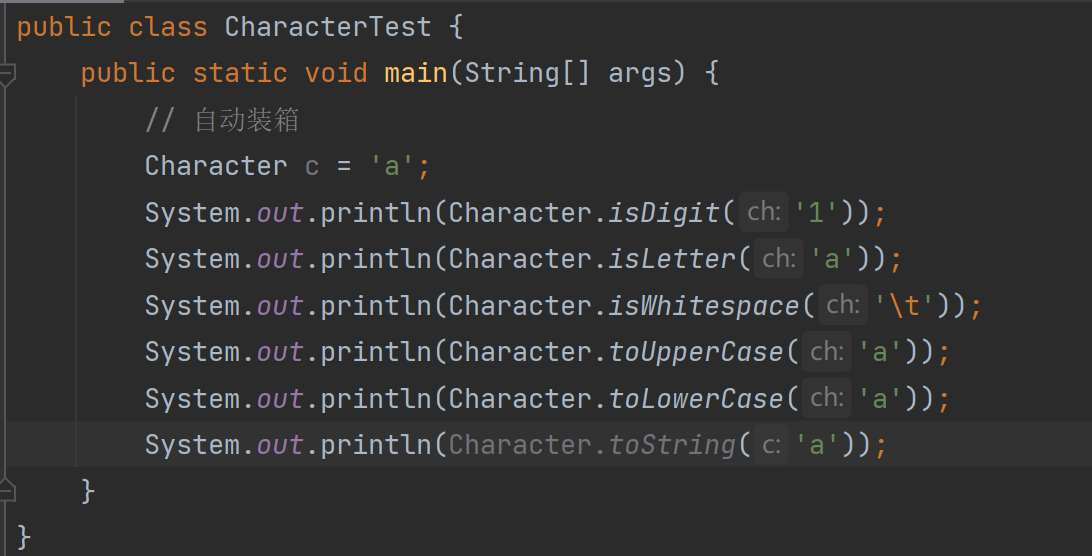 public class CharacterTest {
public static void main(String[] args) {
// 自动装箱
Character c = 'a';
System.out.println(Character.isDigit( ch: '1'));
System.out.println(Character.isLetter( ch: 'a'));
System.out.println(Character.isWhitespace( ch: '\t'));
System.out.println(Character.toUpperCase( ch: 'a'));
System.out.println(Character.toLowerCase( ch: 'a'));
System.out.println(Character.toString( c: 'a'));
}
}